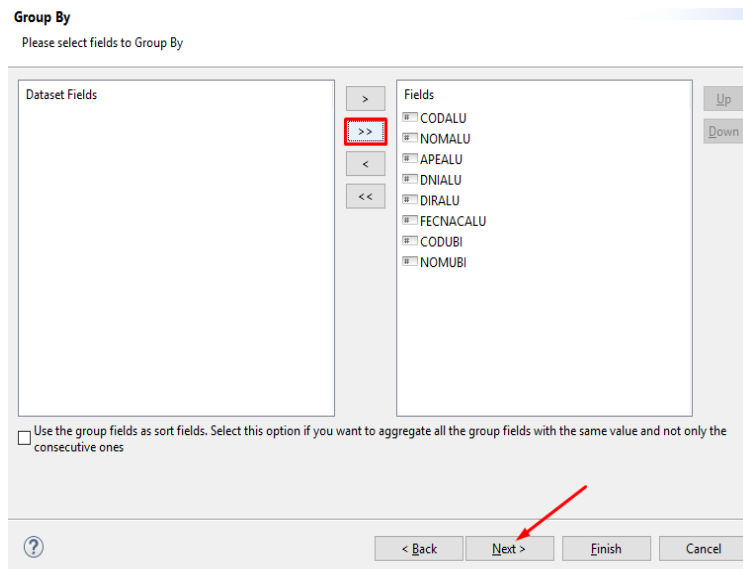 Group By
Please select fields to Group By
Dataset Fields
>
>>
<
<<
Fields
CODALU
NOMALU
APEALU
DNIALU
DIRALU
FECNACALU
CODUBI
NOMUBI
Up
Down
Use the group fields as sort fields. Select this option if you want to aggregate all the group fields with the same value and not only the
consecutive ones
?
< Back
Next >
Finish
Cancel